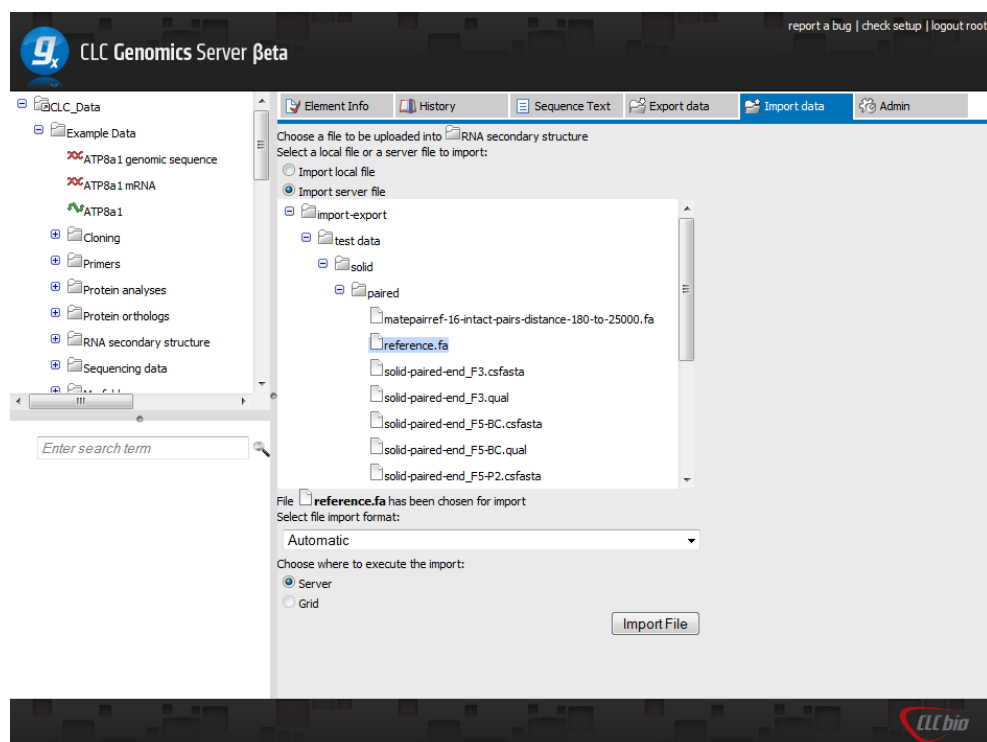 report a bug | check setup | logout root
CLC Genomics Server βeta
CLC_Data
Example Data
ATP8a1 genomic sequence
ATP8a1 mRNA
ATP8a1
Cloning
Primers
Protein analyses
Protein orthologs
RNA secondary structure
Sequencing data
Enter search term
Element Info
History
Sequence Text
Export data
Import data
Admin
Choose a file to be uploaded into RNA secondary structure
Select a local file or a server file to import:
Import local file
Import server file
import-export
test data
solid
paired
matepairref-16-intact-pairs-distance-180-to-25000.fa
reference.fa
solid-paired-end_F3.csfasta
solid-paired-end_F3.qual
solid-paired-end_F5-BC.csfasta
solid-paired-end_F5-BC.qual
solid-paired-end_F5-P2.csfasta
File reference.fa has been chosen for import
Select file import format:
Automatic
Choose where to execute the import:
Server
Grid
Import File
CLC bio